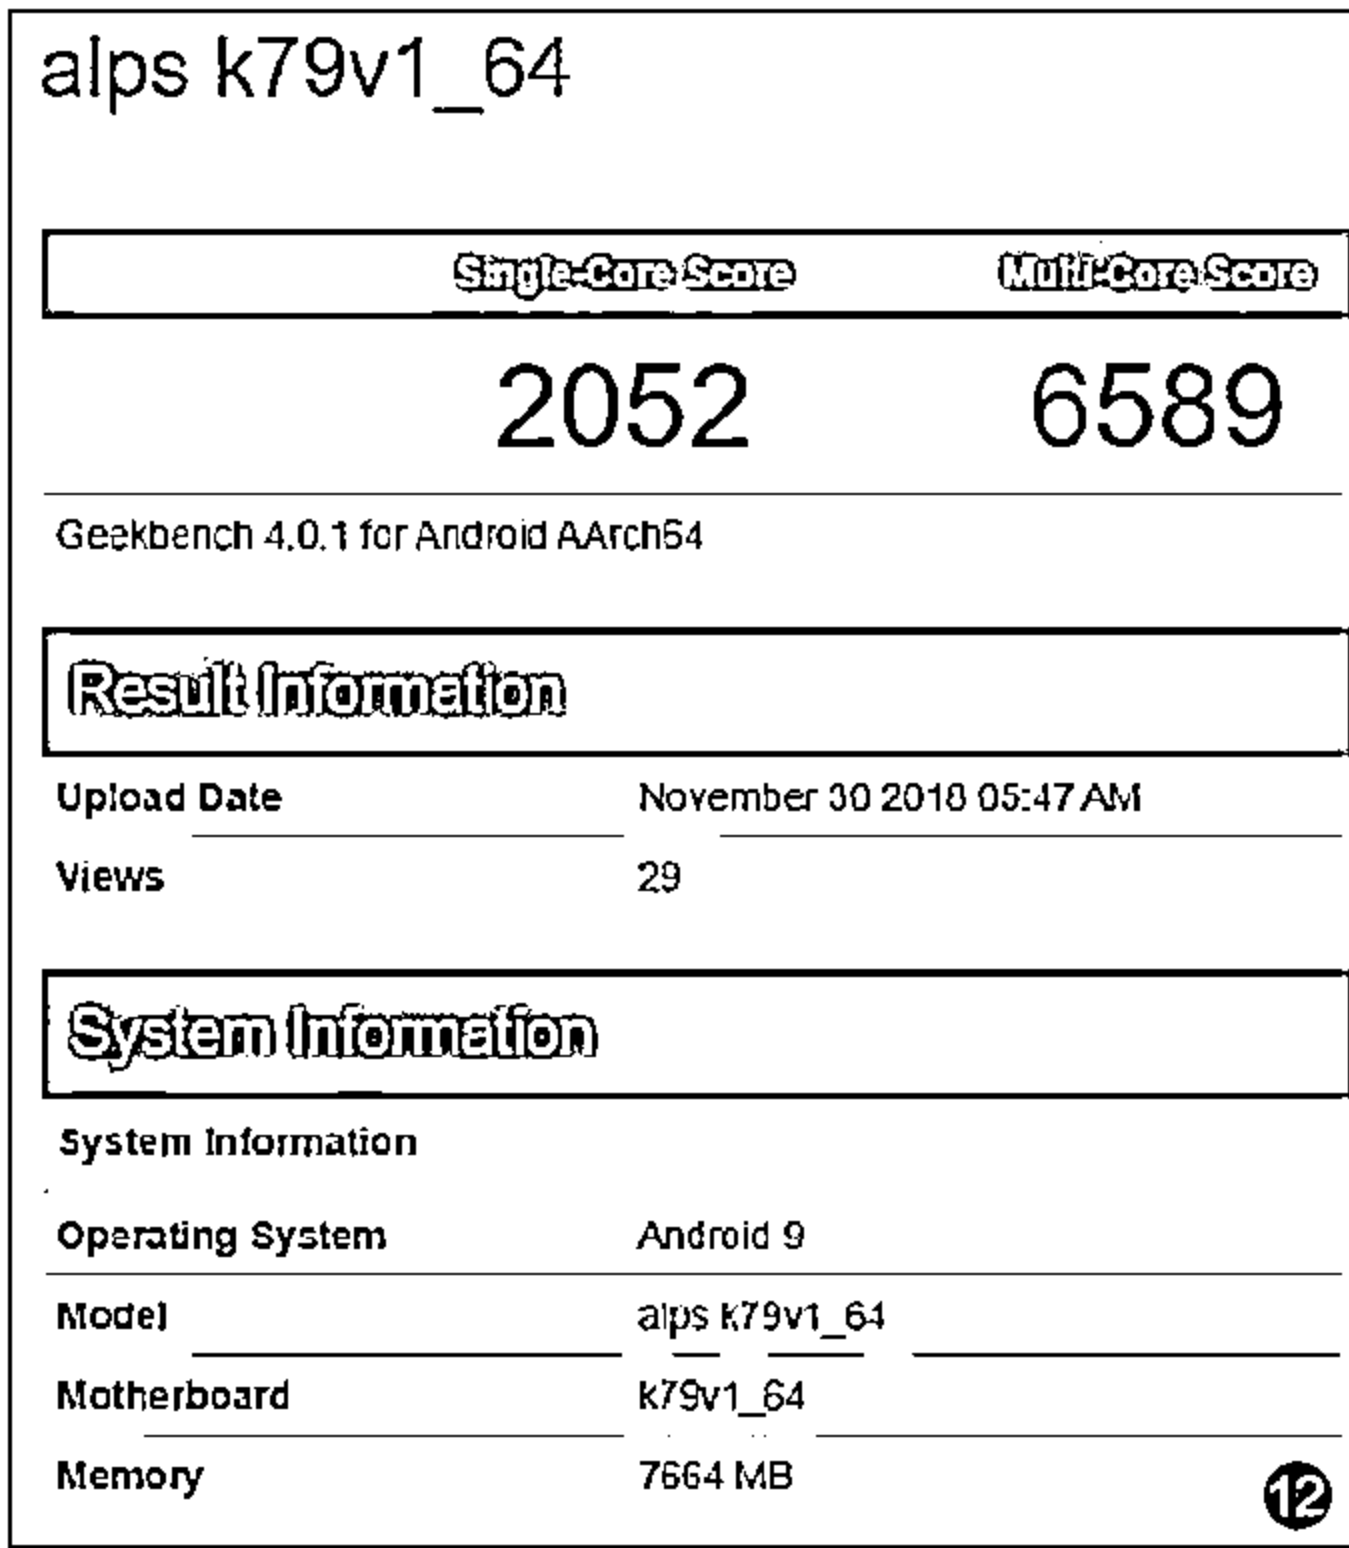 alps k79v1_64
Single-Core Score Multi-Core Score
2052 6589
Geekbench 4.0.1 for Android AArch64
Result Information
Upload Date November 30 2018 05:47 AM
Views 29
System Information
System Information
Operating System Android 9
Model alps k79v1_64
Motherboard k79v1_64
Memory 7664 MB
12